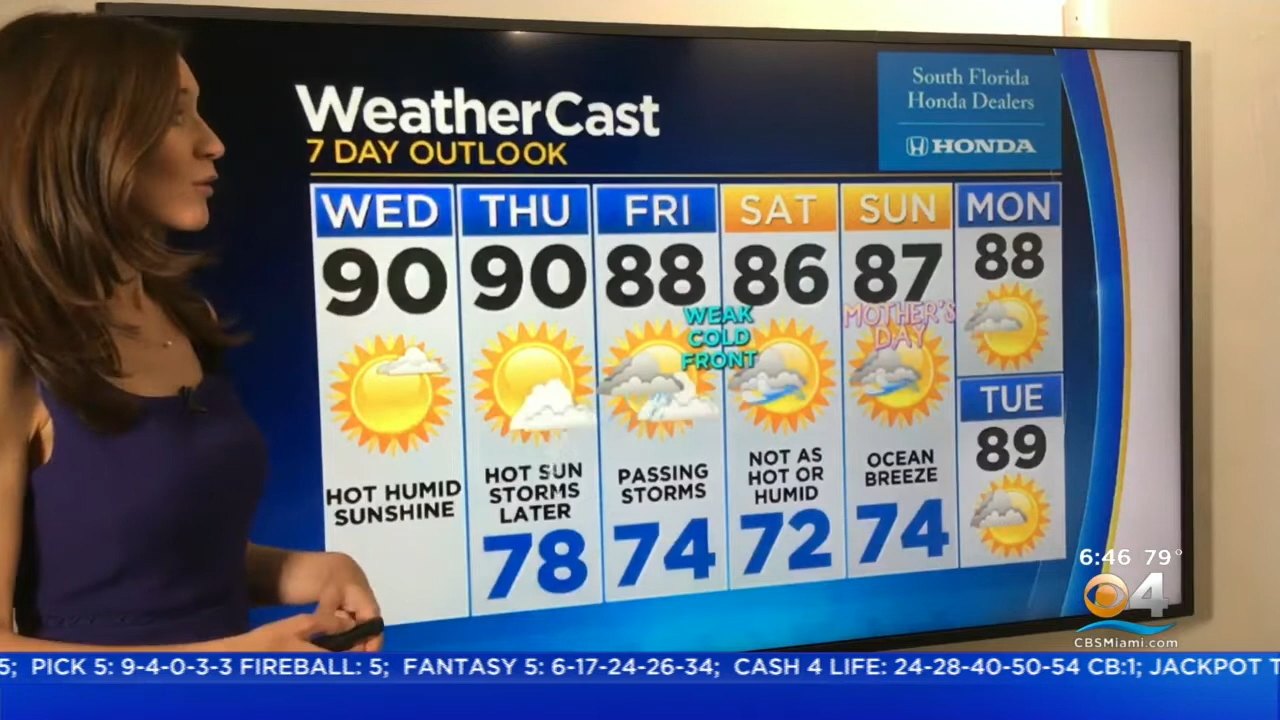 WeatherCast
7 DAY OUTLOOK
South Florida
Honda Dealers
HONDA
WED
90
HOT HUMID
SUNSHINE
THU
90
HOT SUN
STORMS
LATER
78
FRI
88
PASSING
STORMS
74
WEAK
COLD
FRONT
SAT
86
NOT AS
HOT OR
HUMID
72
SUN
87
MOTHER'S
DAY
OCEAN
BREEZE
74
MON
88
TUE
89
6:46 79°
4
CBSMiami.com
5; PICK 5: 9-4-0-3-3 FIREBALL: 5; FANTASY 5: 6-17-24-26-34; CASH 4 LIFE: 24-28-40-50-54 CB:1; JACKPOT T